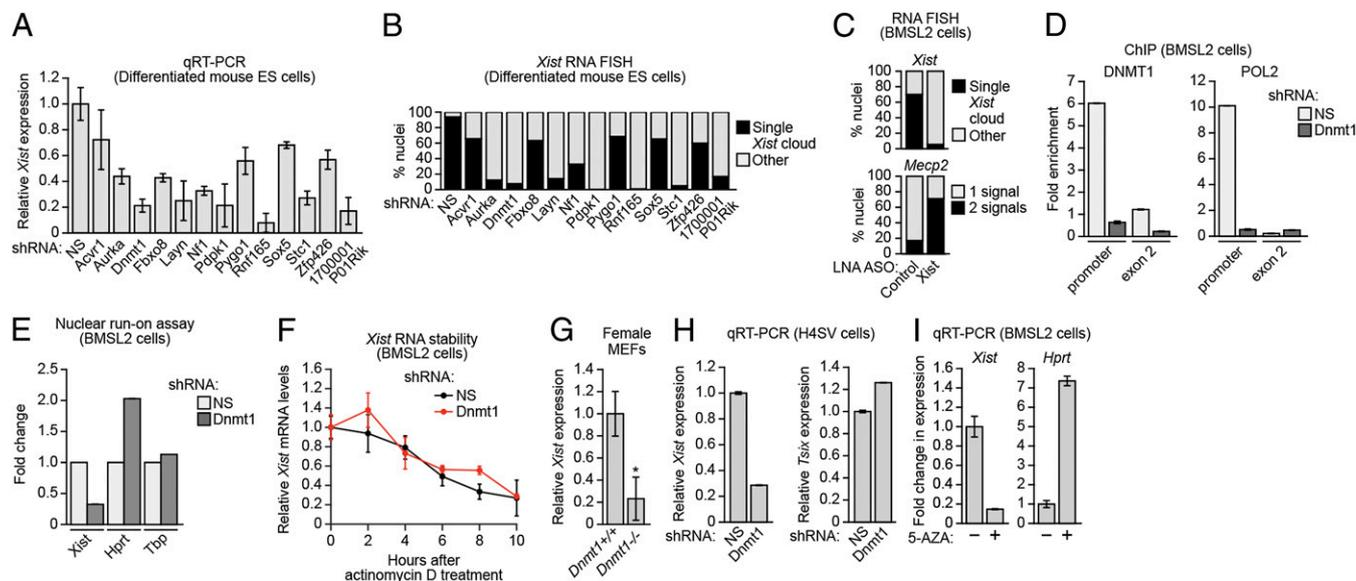 A
qRT-PCR
(Differentiated mouse ES cells)
Relative Xist expression
1.2
1.0
0.8
0.6
0.4
0.2
0
shRNA:
NS
Acvr1
Aurka
Dnmt1
Fbxo8
Layn
Nf1
Pdpk1
Pygo1
Rnf165
Sox5
Stc1
Zfp426
1700001
P01Rik
B
Xist RNA FISH
(Differentiated mouse ES cells)
% nuclei
100
80
60
40
20
0
Single
Xist cloud
Other
shRNA:
NS
Acvr1
Aurka
Dnmt1
Fbxo8
Layn
Nf1
Pdpk1
Pygo1
Rnf165
Sox5
Stc1
Zfp426
1700001
P01Rik
C
RNA FISH
(BMSL2 cells)
Xist
% nuclei
100
80
60
40
20
0
Single
Xist
cloud
Other
Mecp2
% nuclei
100
80
60
40
20
0
1 signal
2 signals
LNA ASO:
Control
Xist
D
ChIP (BMSL2 cells)
DNMT1
Fold enrichment
7
6
5
4
3
2
1
0
promoter
exon 2
POL2
12
10
8
6
4
2
0
promoter
exon 2
shRNA:
NS
Dnmt1
E
Nuclear run-on assay
(BMSL2 cells)
Fold change
2.5
2.0
1.5
1.0
0.5
0
shRNA:
NS
Dnmt1
Xist
Hprt
Tbp
F
Xist RNA stability
(BMSL2 cells)
Relative Xist mRNA levels
1.6
1.4
1.2
1.0
0.8
0.6
0.4
0.2
0
shRNA:
NS
Dnmt1
0 2 4 6 8 10
Hours after
actinomycin D treatment
G
Female
MEFs
Relative Xist expression
1.4
1.2
1.0
0.8
0.6
0.4
0.2
0
*
Dnmt1+/+
Dnmt1-/-
H
qRT-PCR (H4SV cells)
Relative Xist expression
1.2
1.0
0.8
0.6
0.4
0.2
0
shRNA:
NS
Dnmt1
Relative Tsix expression
1.4
1.2
1.0
0.8
0.6
0.4
0.2
0
shRNA:
NS
Dnmt1
I
qRT-PCR (BMSL2 cells)
Xist
Fold change in expression
1.6
1.4
1.2
1.0
0.8
0.6
0.4
0.2
0
5-AZA: − +
Hprt
8
7
6
5
4
3
2
1
0
− +